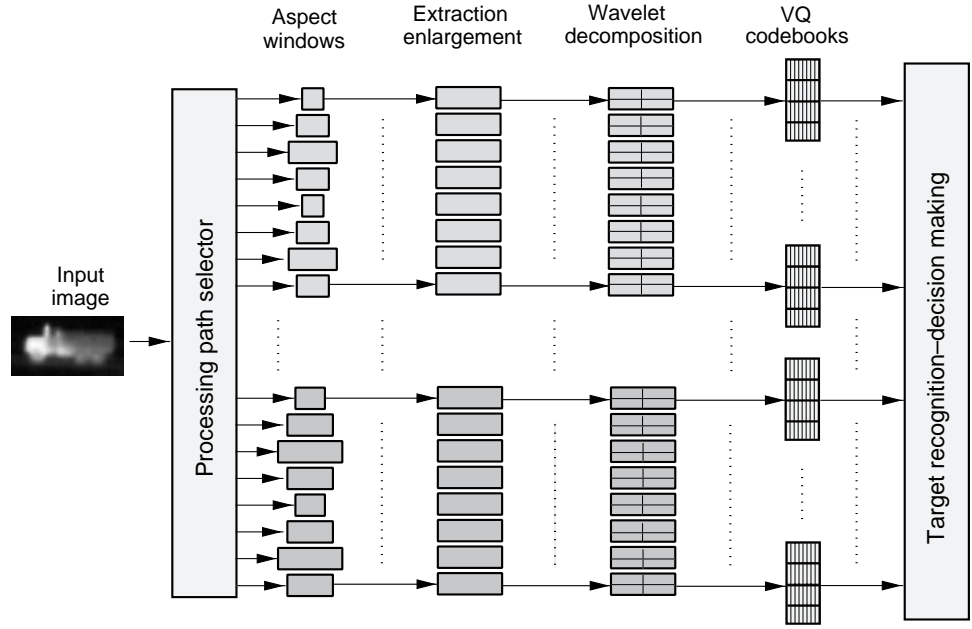 Aspect
windows
Extraction
enlargement
Wavelet
decomposition
VQ
codebooks
Input
image
Processing path selector
Target recognition–decision making